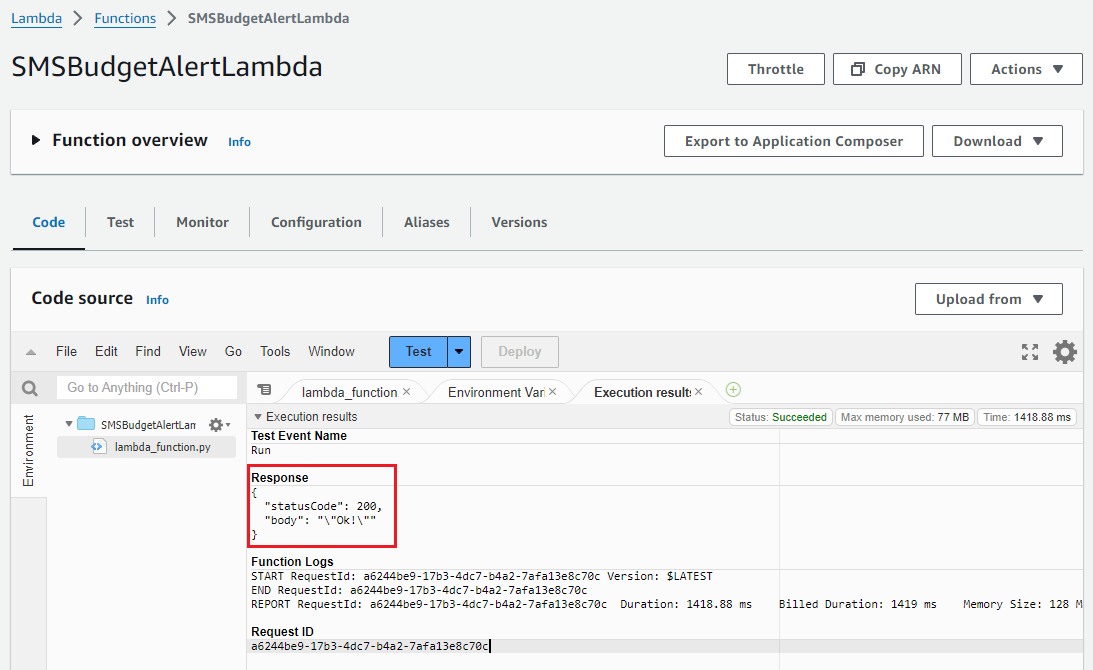 Lambda > Functions > SMSBudgetAlertLambda
SMSBudgetAlertLambda
Throttle Copy ARN Actions
Function overview Info
Export to Application Composer Download
Code Test Monitor Configuration Aliases Versions
Code source Info
Upload from
File Edit Find View Go Tools Window Test Deploy
Go to Anything (Ctrl-P)
lambda_function × Environment Vari × Execution results ×
Environment
SMSBudgetAlertLam
lambda_function.py
Execution results
Status: Succeeded Max memory used: 77 MB Time: 1418.88 ms
Test Event Name
Run
Response
{
"statusCode": 200,
"body": "\"Ok!\""
}
Function Logs
START RequestId: a6244be9-17b3-4dc7-b4a2-7afa13e8c70c Version: $LATEST
END RequestId: a6244be9-17b3-4dc7-b4a2-7afa13e8c70c
REPORT RequestId: a6244be9-17b3-4dc7-b4a2-7afa13e8c70c Duration: 1418.88 ms Billed Duration: 1419 ms Memory Size: 128 M
Request ID
a6244be9-17b3-4dc7-b4a2-7afa13e8c70c